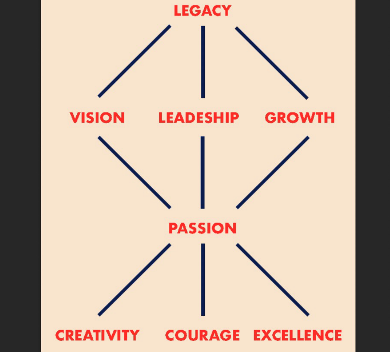 LEGACY
VISION LEADESHIP GROWTH
PASSION
CREATIVITY COURAGE EXCELLENCE